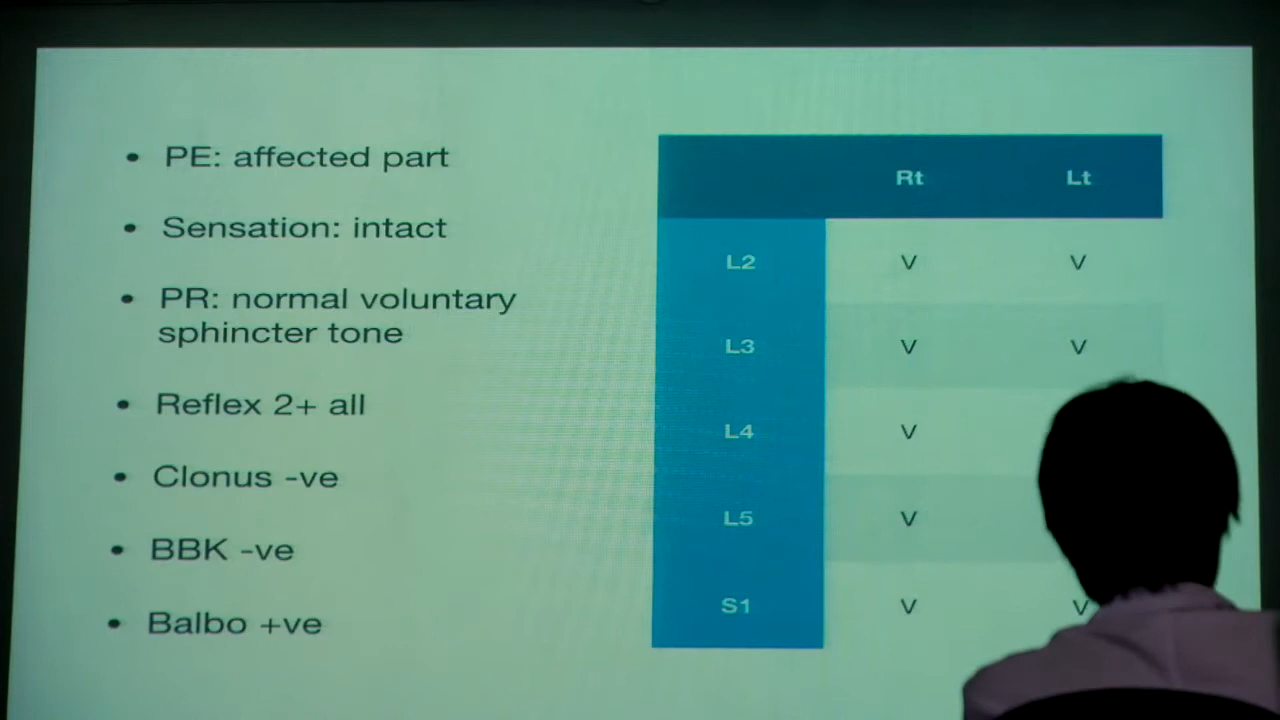 • PE: affected part
• Sensation: intact
• PR: normal voluntary
sphincter tone
• Reflex 2+ all
• Clonus -ve
• BBK -ve
• Balbo +ve
Rt Lt
L2 V V
L3 V V
L4 V
L5 V
S1 V V